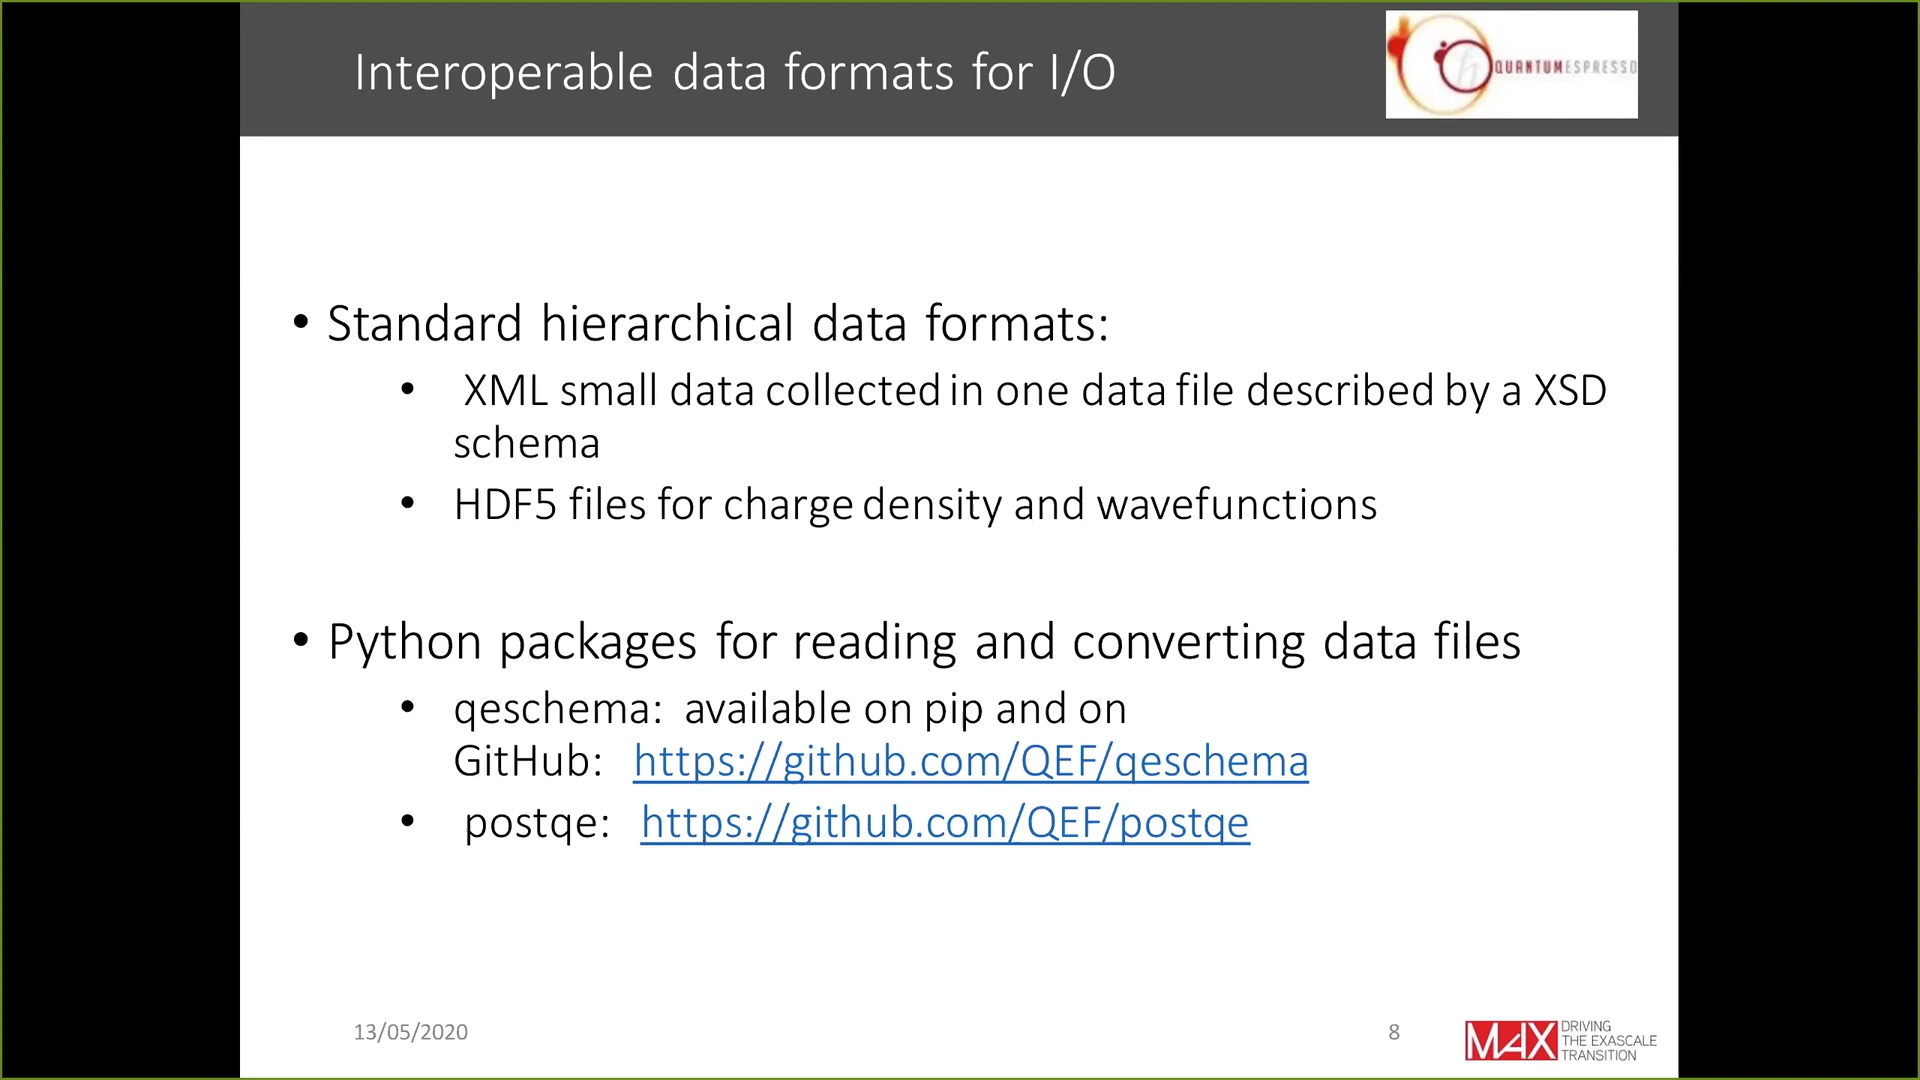 Interoperable data formats for I/O
QUANTUMESPRESSO
• Standard hierarchical data formats:
• XML small data collected in one data file described by a XSD
schema
• HDF5 files for charge density and wavefunctions
• Python packages for reading and converting data files
• qeschema: available on pip and on
GitHub: https://github.com/QEF/qeschema
• postqe: https://github.com/QEF/postqe
13/05/2020
8
MAX
DRIVING
THE EXASCALE
TRANSITION